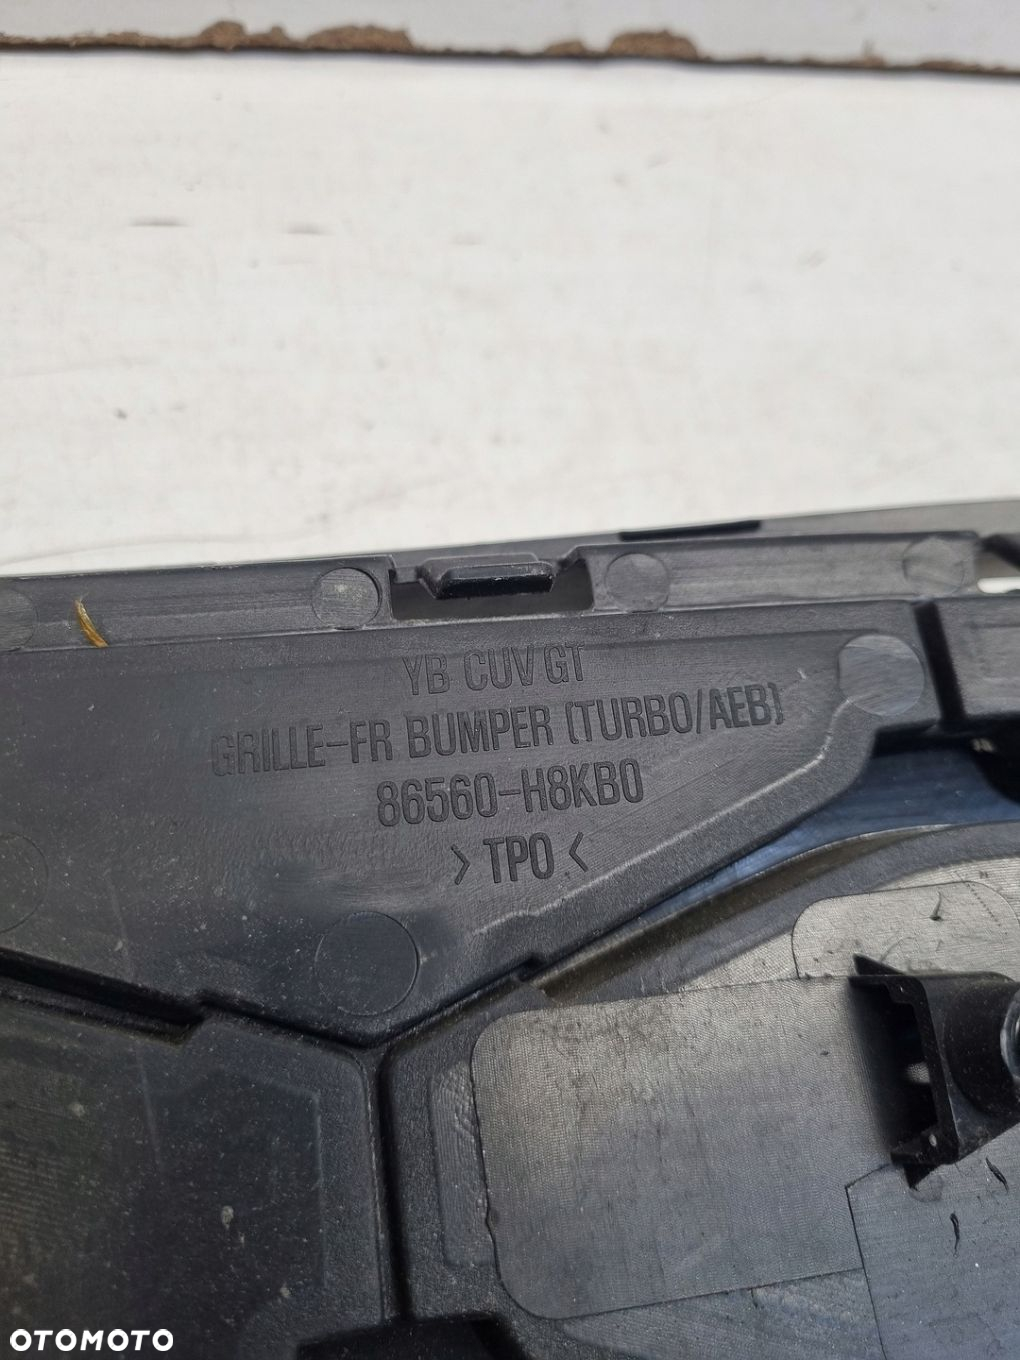 YB CUV GT
GRILLE-FR BUMPER (TURBO/AEB)
86560-H8KB0
> TPO <
OTOMOTO